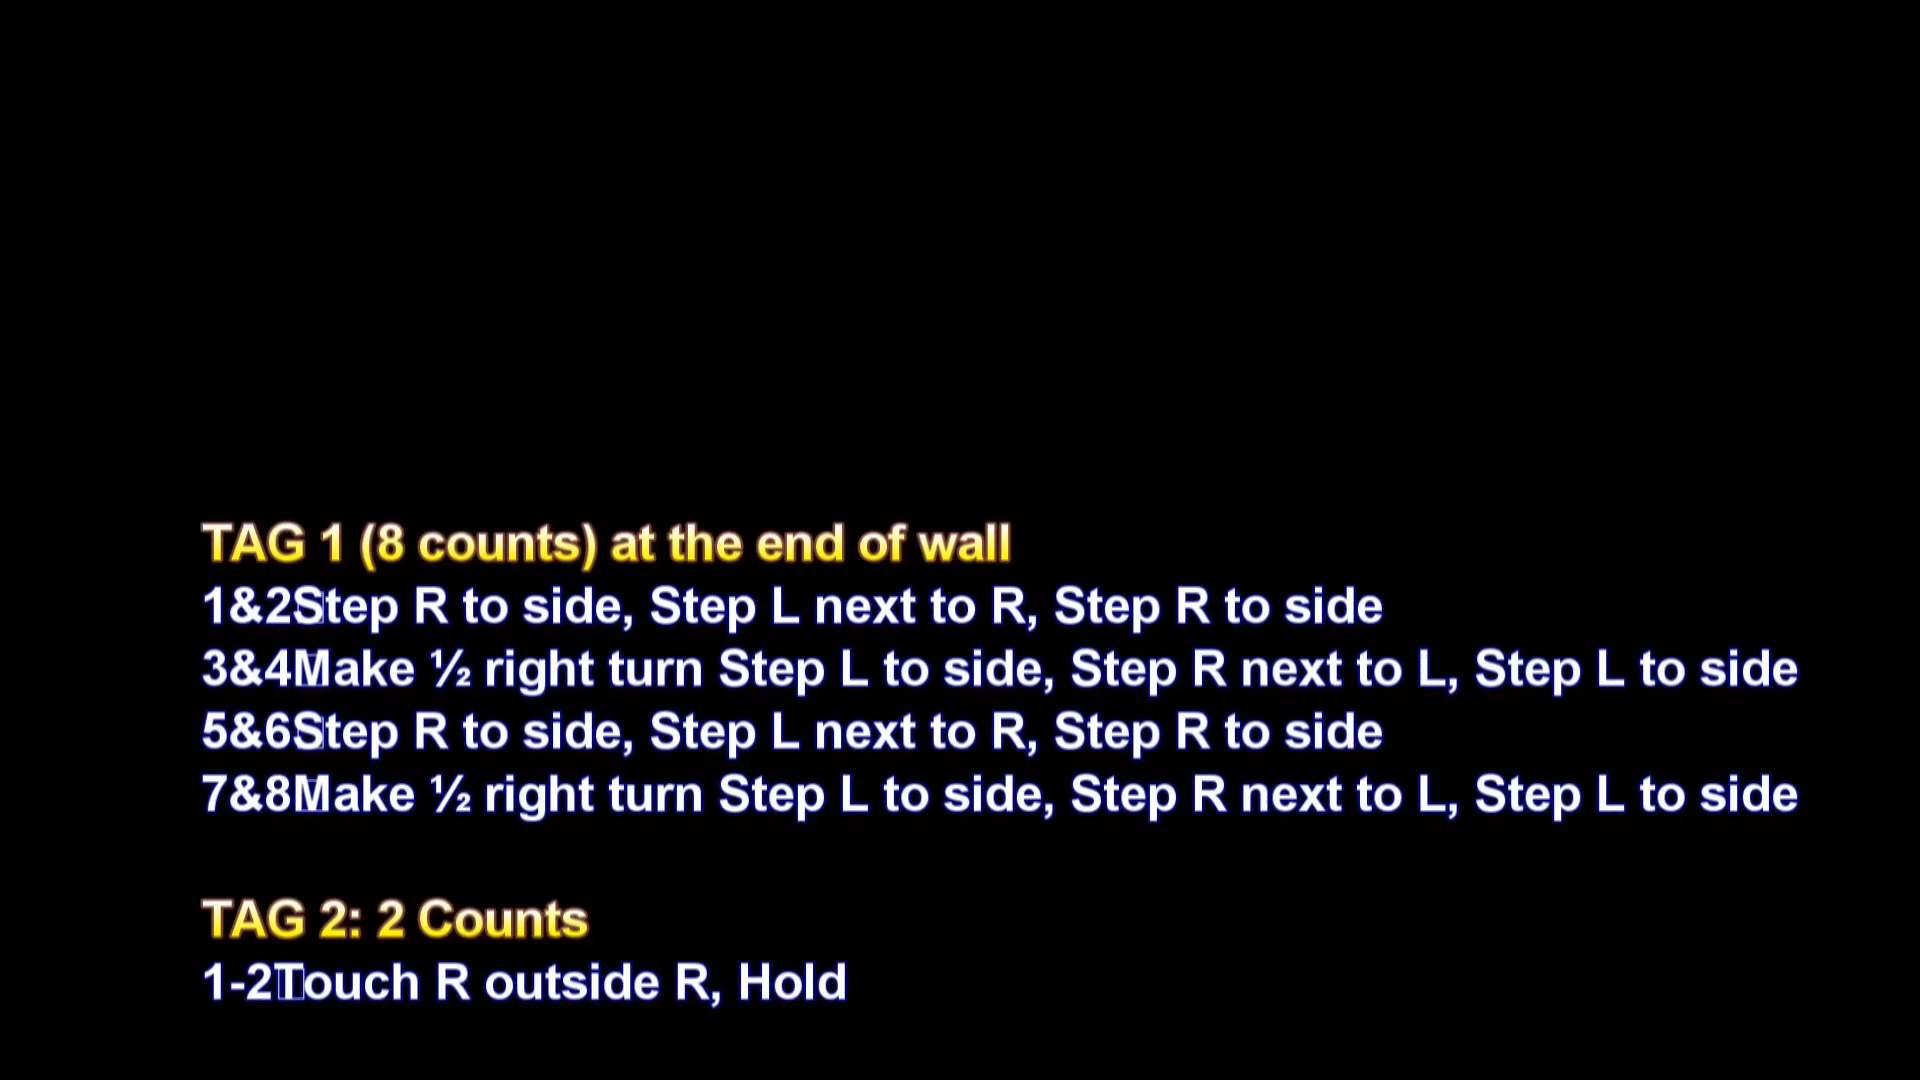 TAG 1 (8 counts) at the end of wall
1&2Step R to side, Step L next to R, Step R to side
3&4Make ½ right turn Step L to side, Step R next to L, Step L to side
5&6Step R to side, Step L next to R, Step R to side
7&8Make ½ right turn Step L to side, Step R next to L, Step L to side
TAG 2: 2 Counts
1-2Touch R outside R, Hold